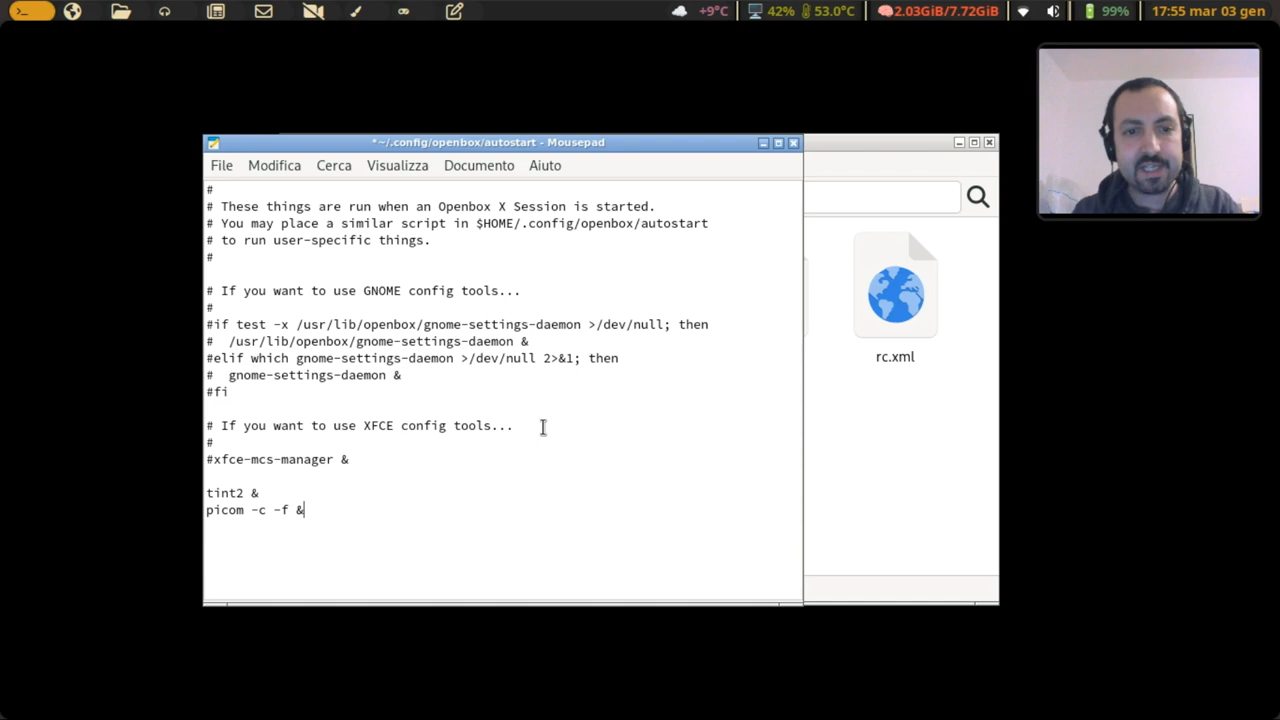 +9°C 42% 53.0°C 2.03GiB/7.72GiB 99% 17:55 mar 03 gen
*~/.config/openbox/autostart - Mousepad
File Modifica Cerca Visualizza Documento Aiuto
#
# These things are run when an Openbox X Session is started.
# You may place a similar script in $HOME/.config/openbox/autostart
# to run user-specific things.
#
# If you want to use GNOME config tools...
#
#if test -x /usr/lib/openbox/gnome-settings-daemon >/dev/null; then
#  /usr/lib/openbox/gnome-settings-daemon &
#elif which gnome-settings-daemon >/dev/null 2>&1; then
#  gnome-settings-daemon &
#fi
# If you want to use XFCE config tools...
#
#xfce-mcs-manager &
tint2 &
picom -c -f &
rc.xml